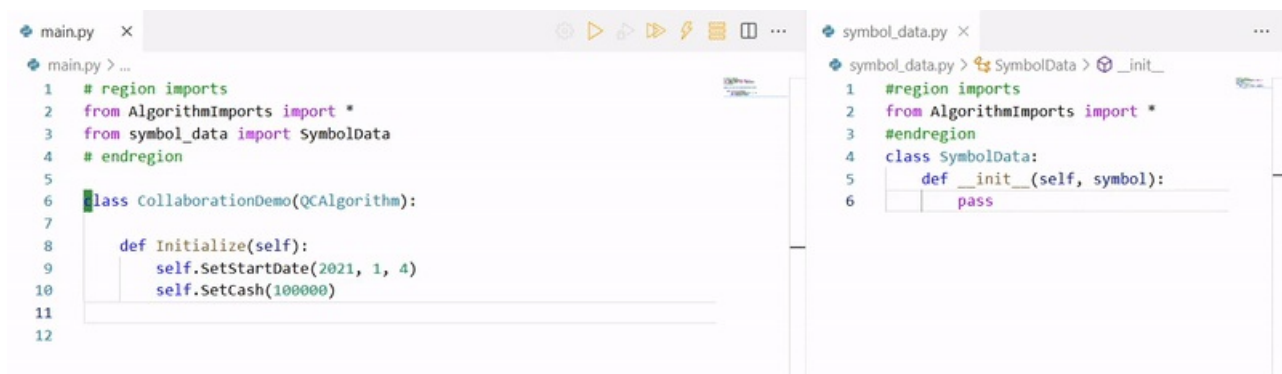 main.py
main.py > ...
1 # region imports
2 from AlgorithmImports import *
3 from symbol_data import SymbolData
4 # endregion
5
6 class CollaborationDemo(QCAlgorithm):
7
8 def Initialize(self):
9 self.SetStartDate(2021, 1, 4)
10 self.SetCash(100000)
11
12
symbol_data.py
symbol_data.py > SymbolData > __init__
1 #region imports
2 from AlgorithmImports import *
3 #endregion
4 class SymbolData:
5 def __init__(self, symbol):
6 pass